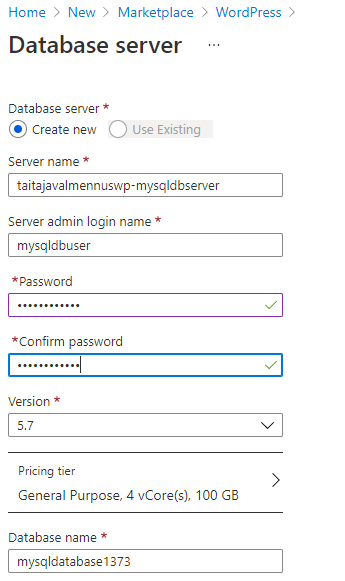 Home > New > Marketplace > WordPress >
Database server ...
Database server *
Create new Use Existing
Server name *
taitajavalmennuswp-mysqldbserver
Server admin login name *
mysqldbuser
*Password
••••••••••••
*Confirm password
••••••••••••
Version *
5.7
Pricing tier
General Purpose, 4 vCore(s), 100 GB
Database name *
mysqldatabase1373